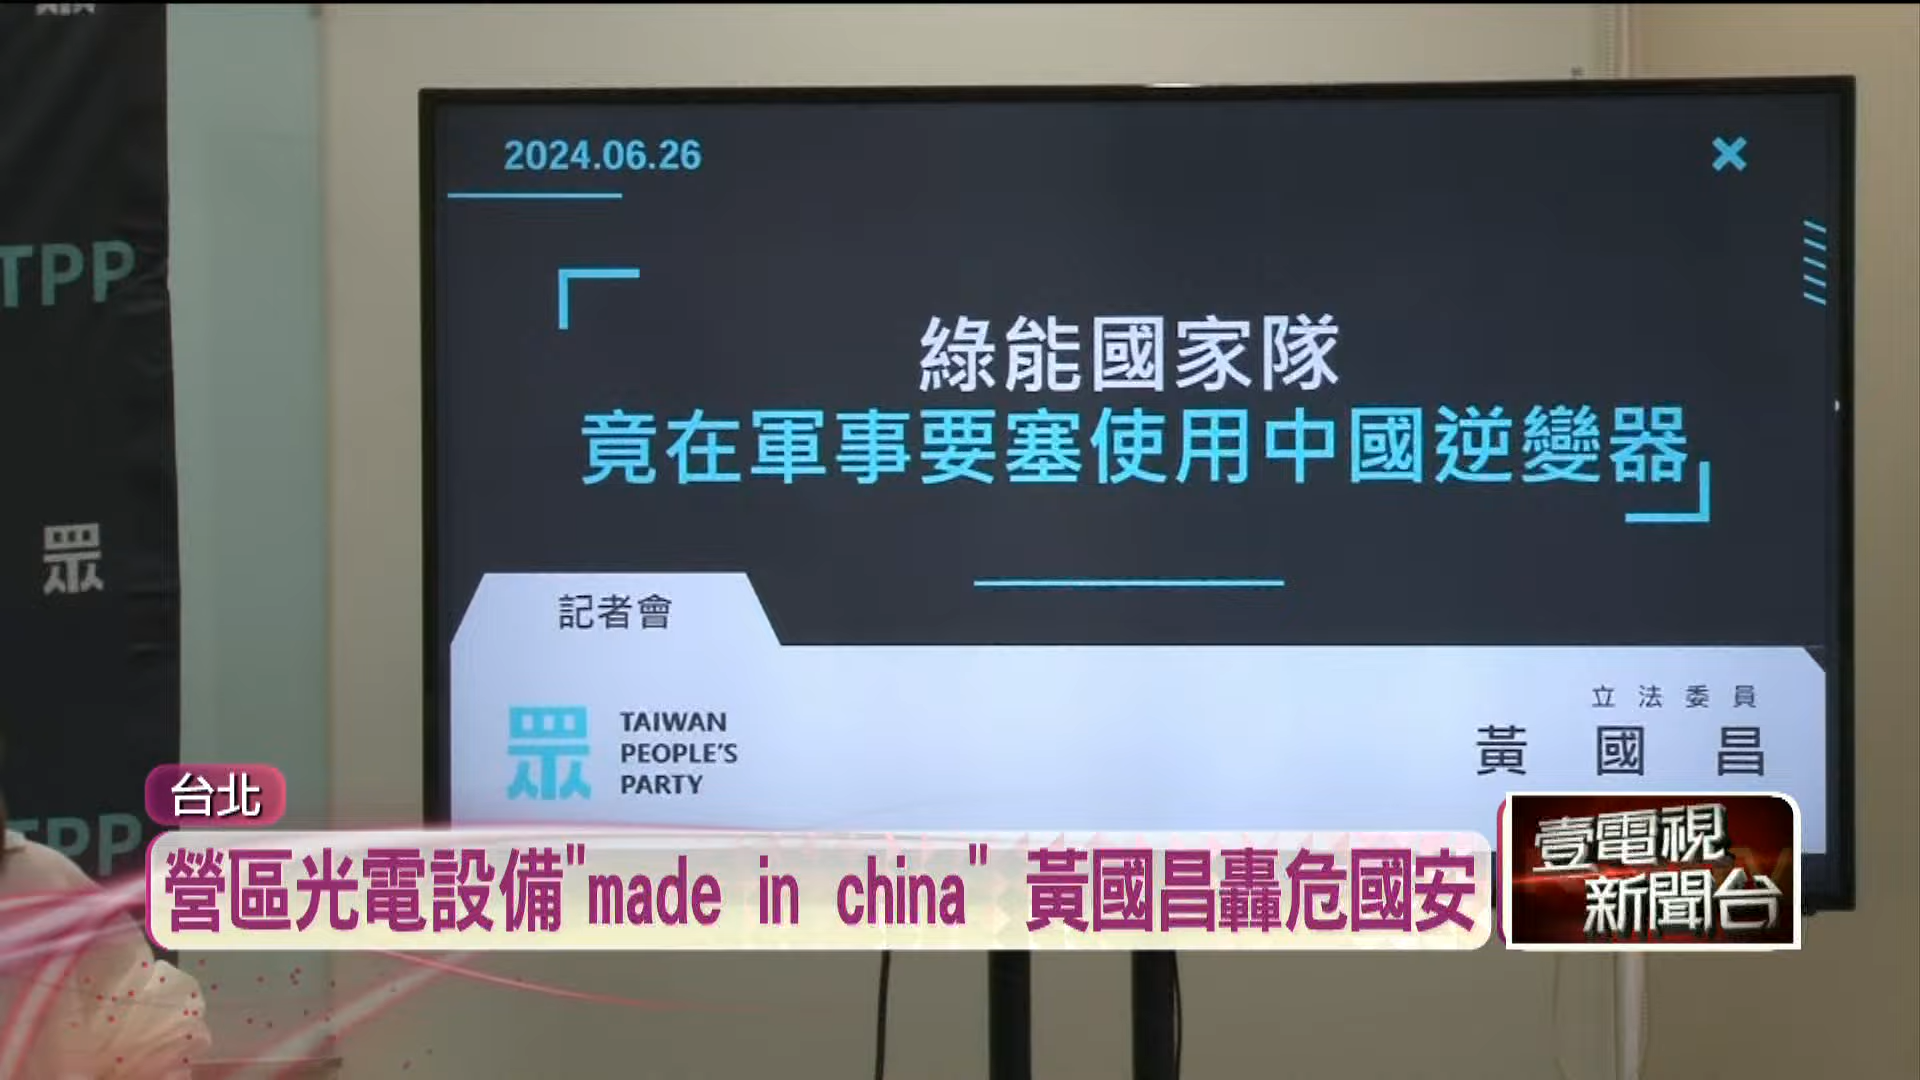 2024.06.26
綠能國家隊
竟在軍事要塞使用中國逆變器
記者會
眾
TAIWAN
PEOPLE'S
PARTY
立法委員
黃國昌
TPP
眾
TPP
台北
營區光電設備"made in china" 黃國昌轟危國安
壹電視
新聞台